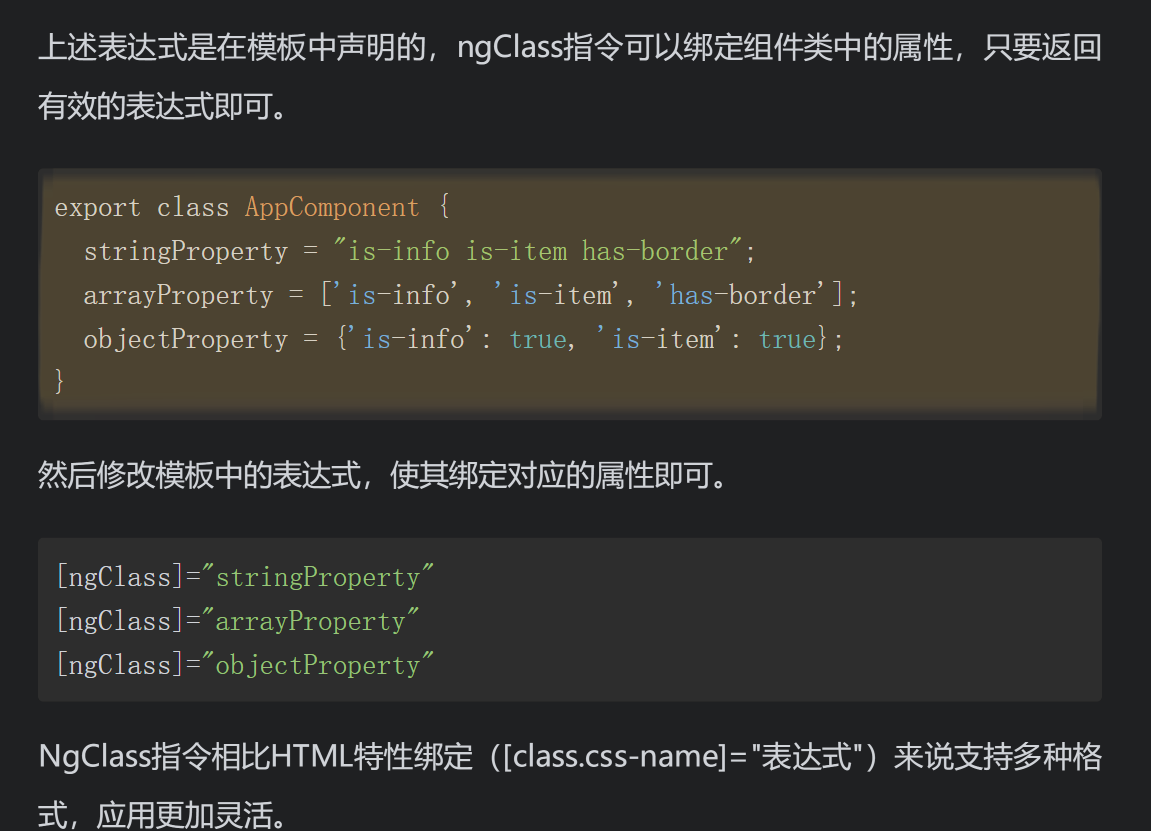 上述表达式是在模板中声明的，ngClass指令可以绑定组件类中的属性，只要返回
有效的表达式即可。
export class AppComponent {
  stringProperty = "is-info is-item has-border";
  arrayProperty = ['is-info', 'is-item', 'has-border'];
  objectProperty = {'is-info': true, 'is-item': true};
}
然后修改模板中的表达式，使其绑定对应的属性即可。
[ngClass]="stringProperty"
[ngClass]="arrayProperty"
[ngClass]="objectProperty"
NgClass指令相比HTML特性绑定（[class.css-name]="表达式"）来说支持多种格
式，应用更加灵活。